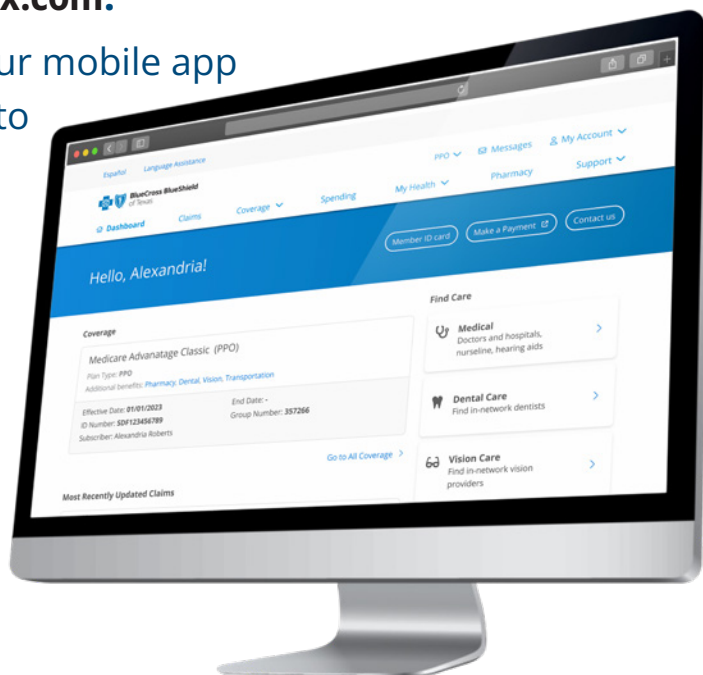 x.com.
ur mobile app
to
Español Language Assistance
PPO Messages My Account
BlueCross BlueShield
of Texas
Dashboard Claims Coverage Spending My Health Pharmacy Support
Hello, Alexandria!
Member ID card Make a Payment Contact us
Coverage
Medicare Advanatage Classic (PPO)
Plan Type: PPO
Additional benefits: Pharmacy, Dental, Vision, Transportation
Effective Date: 01/01/2023 End Date: -
ID Number: SDF123456789 Group Number: 357266
Subscriber: Alexandria Roberts
Go to All Coverage
Most Recently Updated Claims
Find Care
Medical
Doctors and hospitals,
nurseline, hearing aids
Dental Care
Find in-network dentists
Vision Care
Find in-network vision
providers